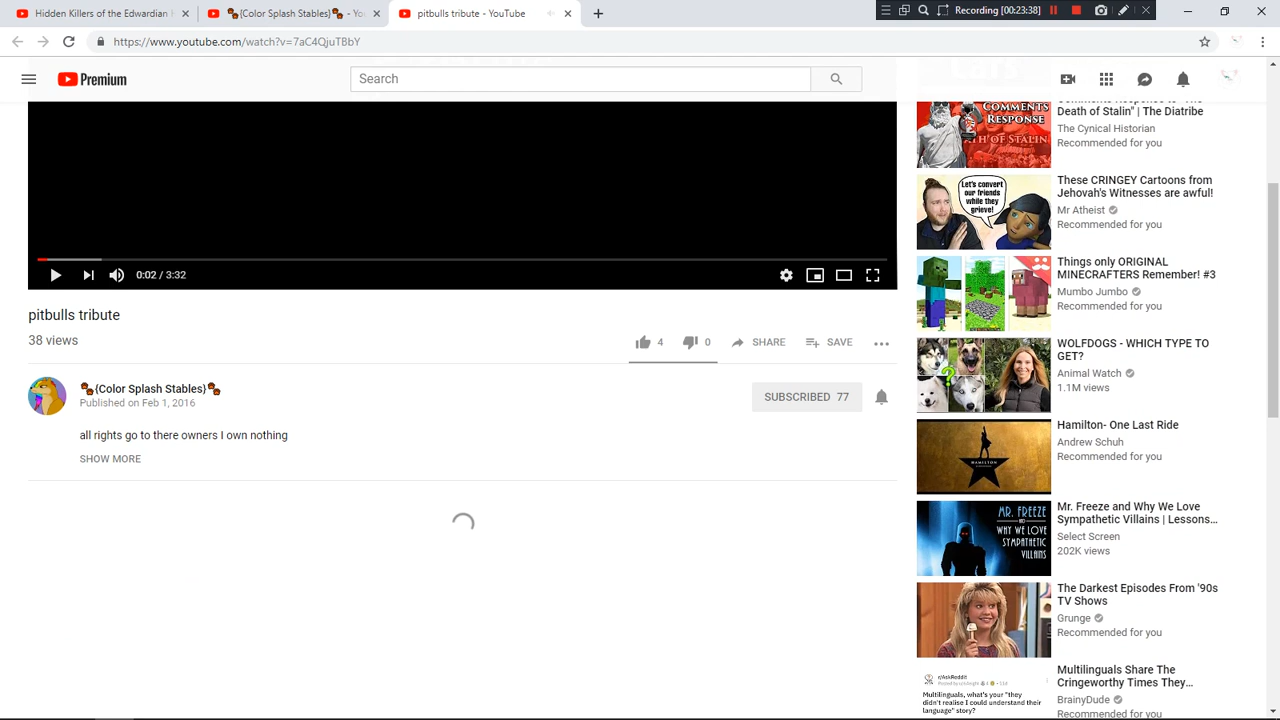 Hidden Killers of the Edwardian
{Color Splash Stables}
pitbulls tribute - YouTube
Recording [00:23:38]
https://www.youtube.com/watch?v=7aC4QjuTBbY
Premium
Search
0:02 / 3:32
pitbulls tribute
38 views
4
0
SHARE
SAVE
{Color Splash Stables}
Published on Feb 1, 2016
SUBSCRIBED 77
all rights go to there owners I own nothing
SHOW MORE
COMMENTS
RESPONSE
Comments Response to "The
Death of Stalin" | The Diatribe
The Cynical Historian
Recommended for you
Let's convert
our friends
while they
grieve!
These CRINGEY Cartoons from
Jehovah's Witnesses are awful!
Mr Atheist
Recommended for you
Things only ORIGINAL
MINECRAFTERS Remember! #3
Mumbo Jumbo
Recommended for you
?
WOLFDOGS - WHICH TYPE TO
GET?
Animal Watch
1.1M views
HAMILTON
Hamilton- One Last Ride
Andrew Schuh
Recommended for you
MR. FREEZE
AND
WHY WE LOVE
SYMPATHETIC
VILLAINS
Mr. Freeze and Why We Love
Sympathetic Villains | Lessons...
Select Screen
202K views
The Darkest Episodes From '90s
TV Shows
Grunge
Recommended for you
r/AskReddit
Multilinguals, what's your "they
didn't realise I could understand their
language" story?
Multilinguals Share The
Cringeworthy Times They...
BrainyDude
Recommended for you